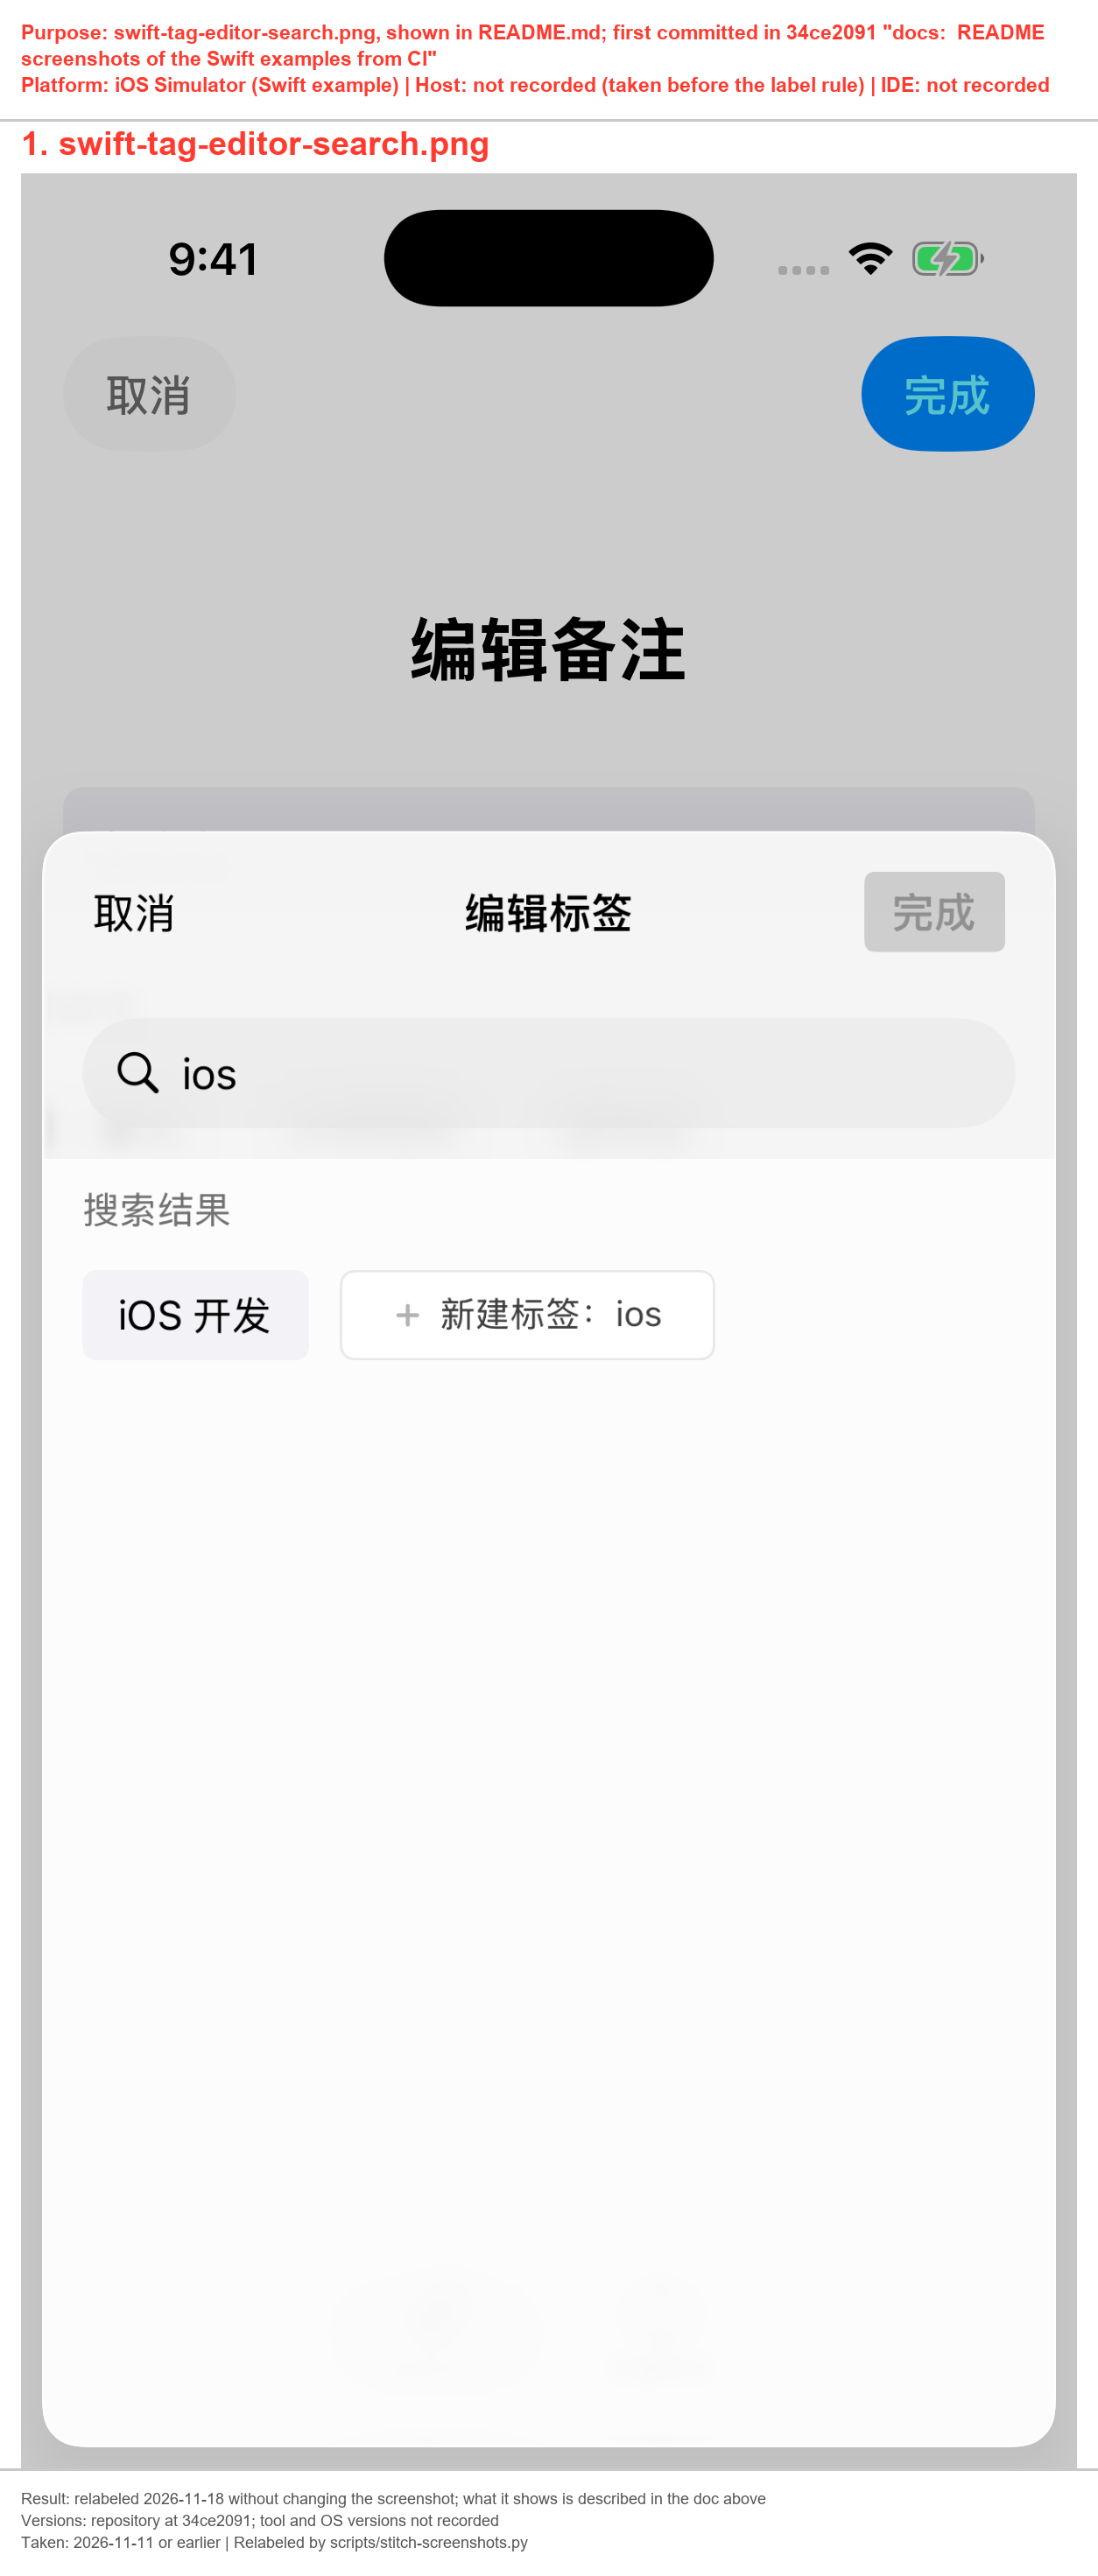 Purpose: swift-tag-editor-search.png, shown in README.md; first committed in 34ce2091 "docs:  README
screenshots of the Swift examples from CI"
Platform: iOS Simulator (Swift example) | Host: not recorded (taken before the label rule) | IDE: not recorded
1. swift-tag-editor-search.png
9:41
取消
完成
编辑备注
取消
编辑标签
完成
ios
搜索结果
iOS 开发
+ 新建标签：ios
Result: relabeled 2026-11-18 without changing the screenshot; what it shows is described in the doc above
Versions: repository at 34ce2091; tool and OS versions not recorded
Taken: 2026-11-11 or earlier | Relabeled by scripts/stitch-screenshots.py